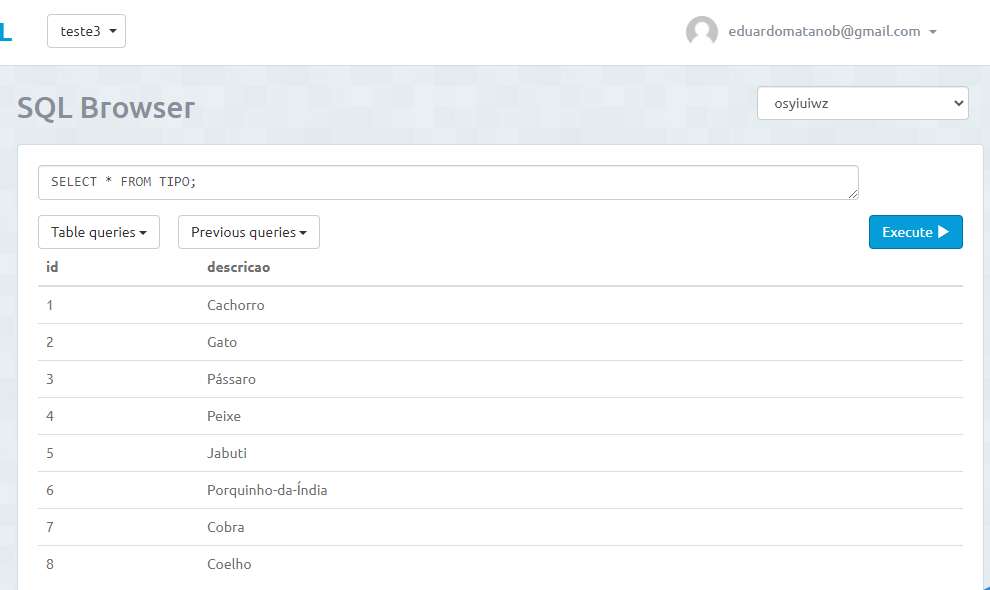 L teste3 eduardomatanob@gmail.com
SQL Browser osyiuiwz
SELECT * FROM TIPO;
Table queries Previous queries Execute
id descricao
1 Cachorro
2 Gato
3 Pássaro
4 Peixe
5 Jabuti
6 Porquinho-da-Índia
7 Cobra
8 Coelho